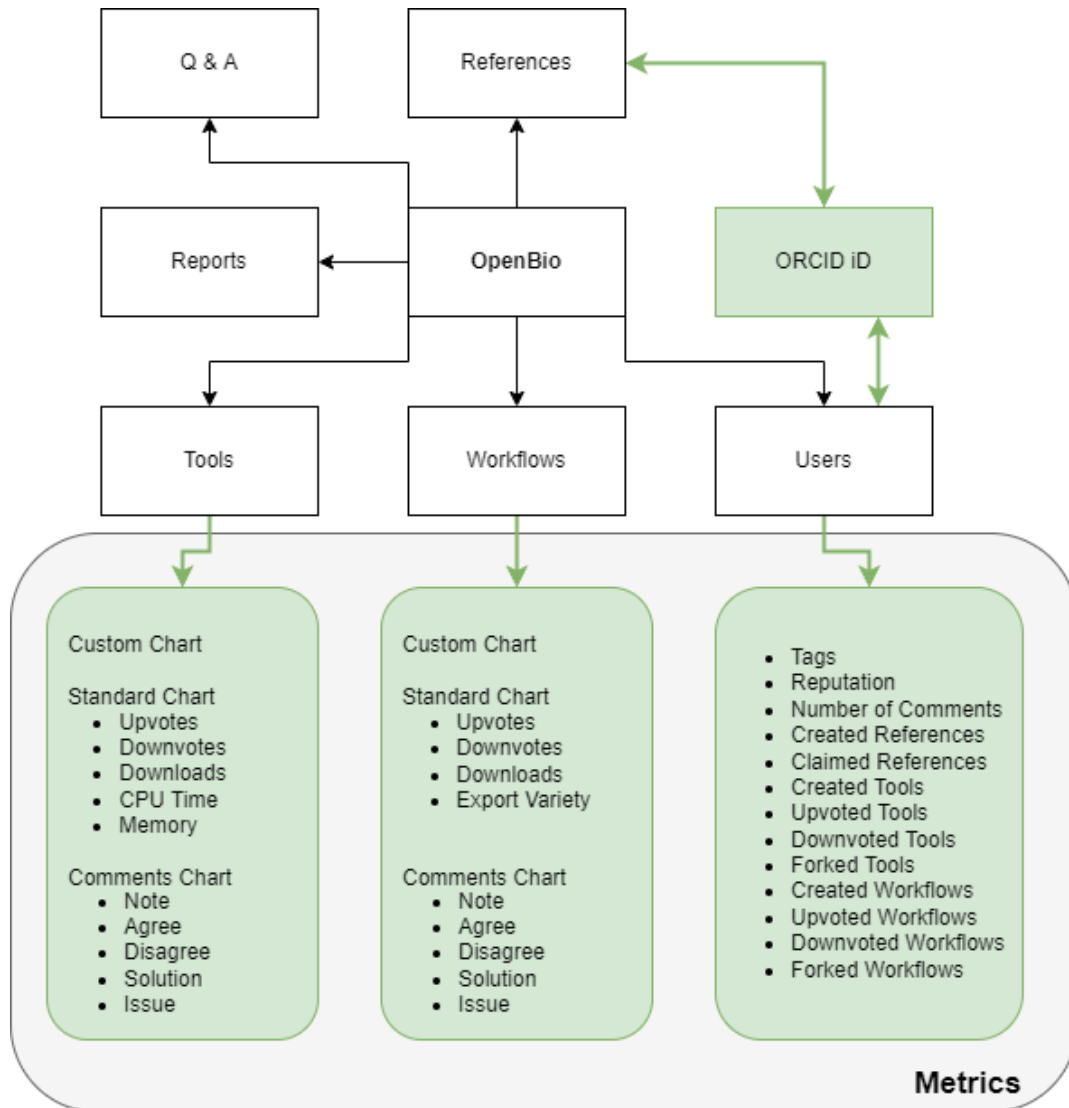 Q & A
References
Reports
OpenBio
ORCID iD
Tools
Workflows
Users
Custom Chart
Standard Chart
• Upvotes
• Downvotes
• Downloads
• CPU Time
• Memory
Comments Chart
• Note
• Agree
• Disagree
• Solution
• Issue
Custom Chart
Standard Chart
• Upvotes
• Downvotes
• Downloads
• Export Variety
Comments Chart
• Note
• Agree
• Disagree
• Solution
• Issue
• Tags
• Reputation
• Number of Comments
• Created References
• Claimed References
• Created Tools
• Upvoted Tools
• Downvoted Tools
• Forked Tools
• Created Workflows
• Upvoted Workflows
• Downvoted Workflows
• Forked Workflows
Metrics